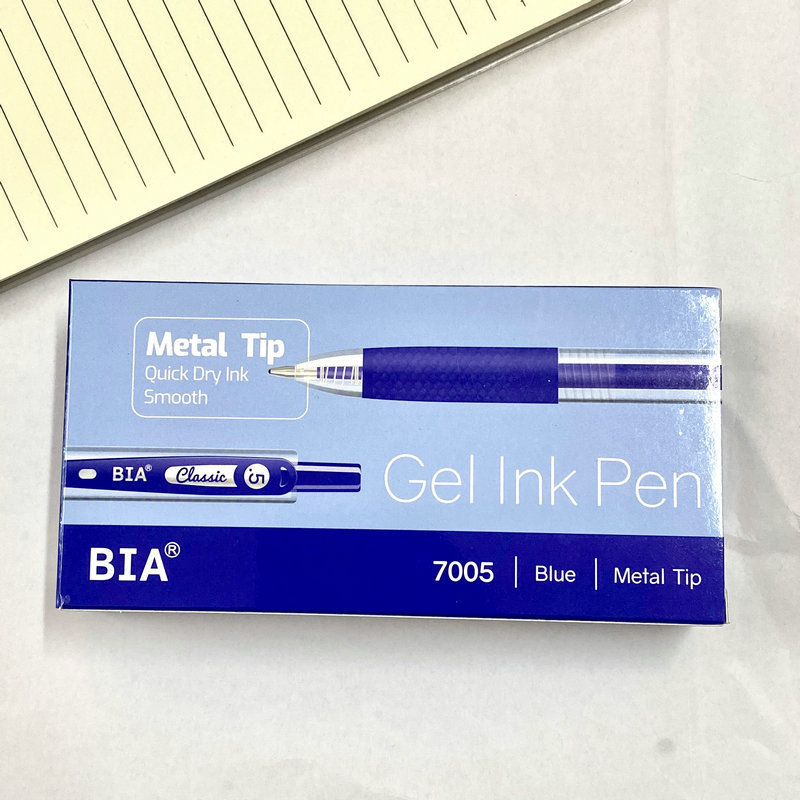 Metal Tip
Quick Dry Ink
Smooth
BIA® Classic .5
Gel Ink Pen
BIA®
7005 | Blue | Metal Tip